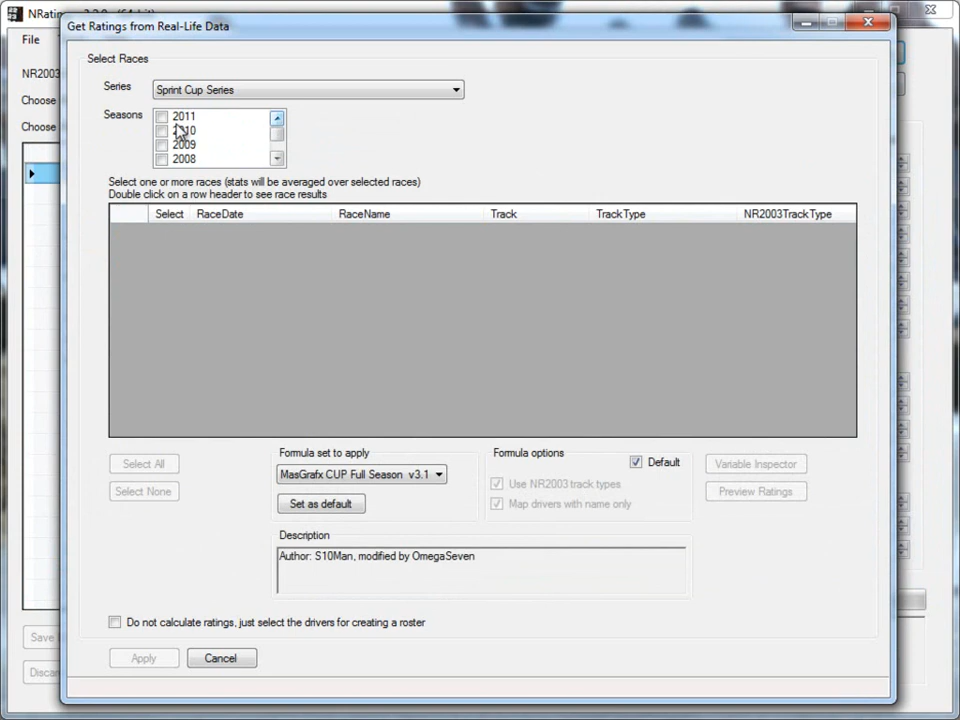 Get Ratings from Real-Life Data
File
NR2003
Choose
Choose
Select Races
Series
Sprint Cup Series
Seasons
2011
2010
2009
2008
Select one or more races (stats will be averaged over selected races)
Double click on a row header to see race results
Select RaceDate RaceName Track TrackType NR2003TrackType
Select All
Select None
Formula set to apply
MasGrafx CUP Full Season v3.1
Set as default
Formula options
Default
Use NR2003 track types
Map drivers with name only
Variable Inspector
Preview Ratings
Description
Author: S10Man, modified by OmegaSeven
Do not calculate ratings, just select the drivers for creating a roster
Apply
Cancel
Save
Discar